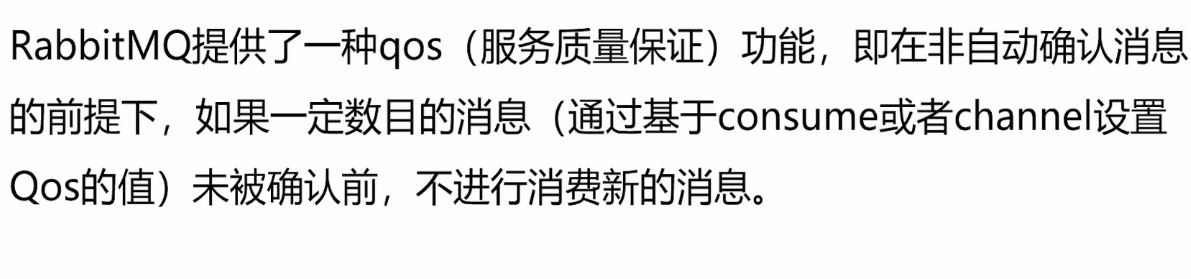 RabbitMQ提供了一种qos（服务质量保证）功能，即在非自动确认消息
的前提下，如果一定数目的消息（通过基于consume或者channel设置
Qos的值）未被确认前，不进行消费新的消息。